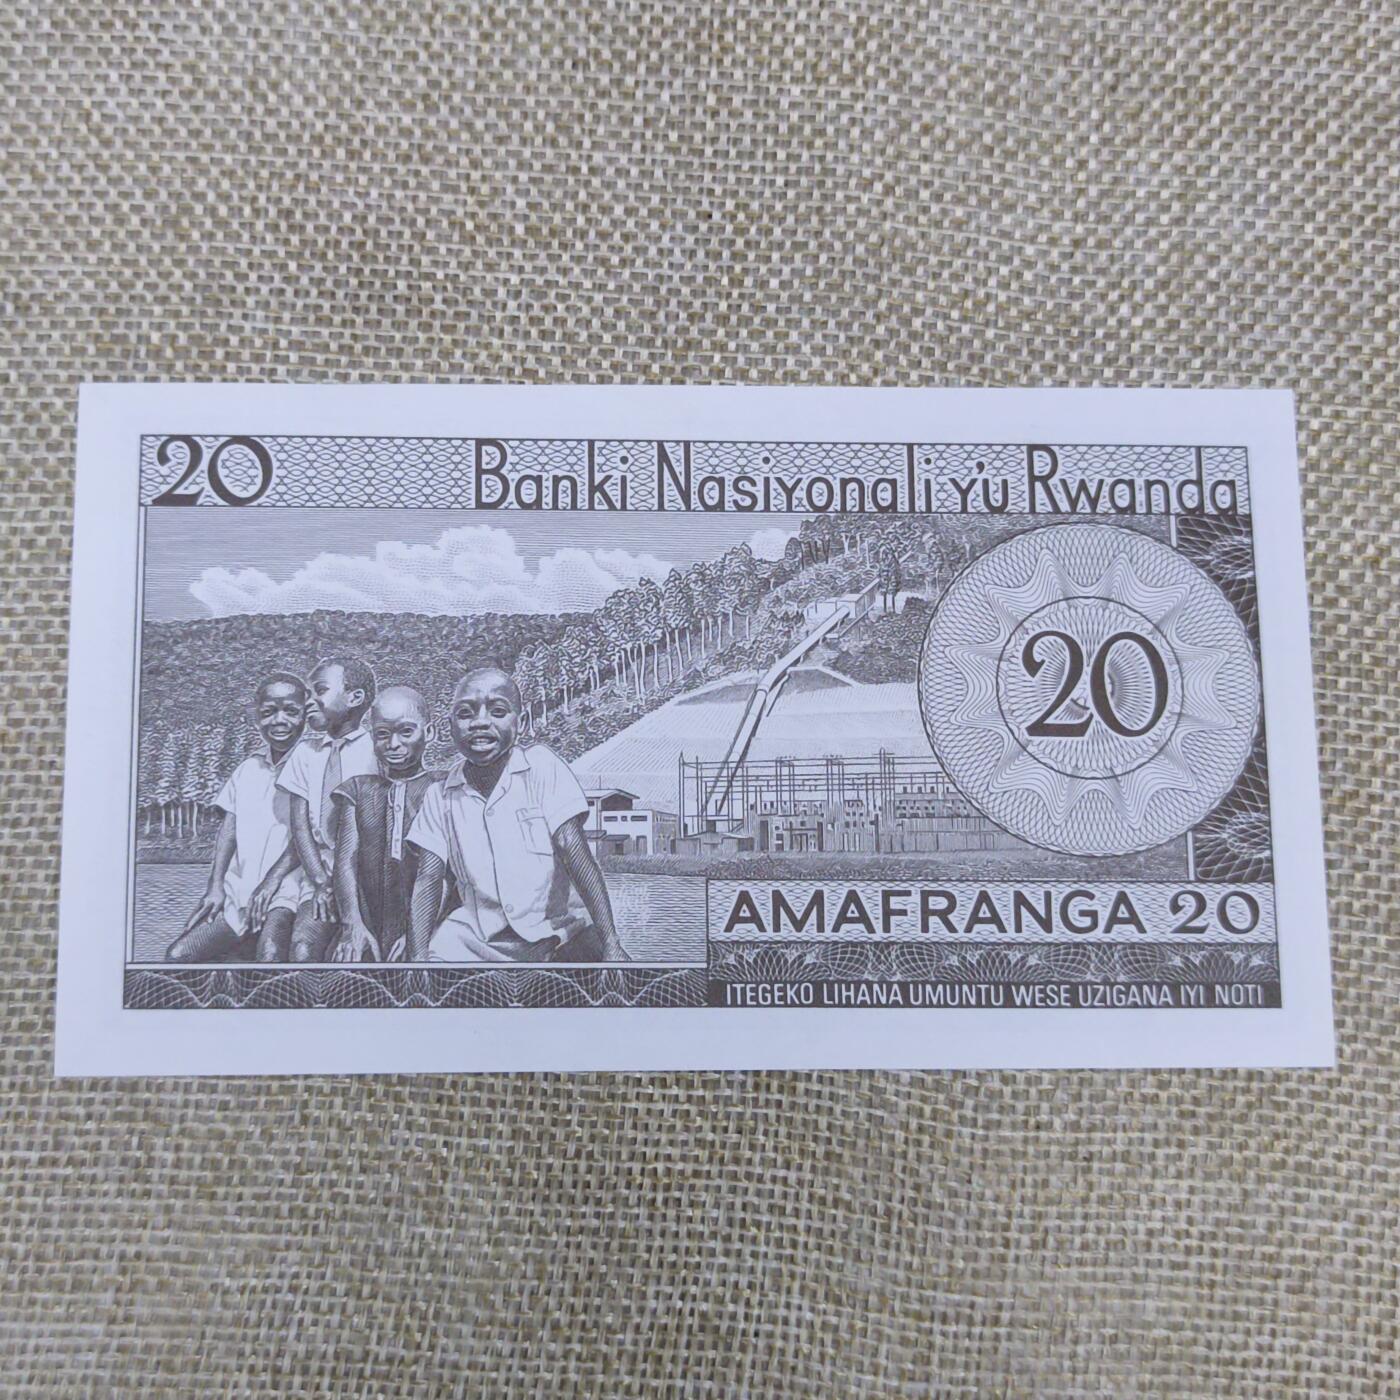 20 Banki Nasiyonali y'u Rwanda
20
AMAFRANGA 20
ITEGEKO LIHANA UMUNTU WESE UZIGANA IYI NOTI